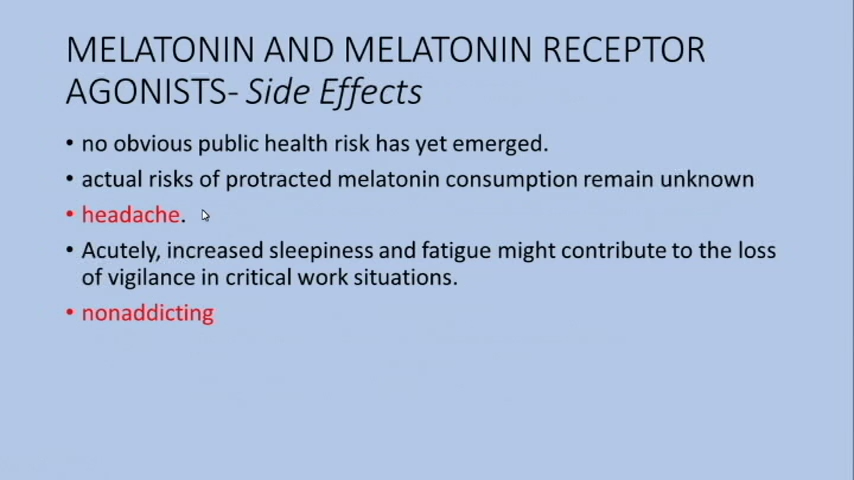 MELATONIN AND MELATONIN RECEPTOR
AGONISTS- Side Effects
• no obvious public health risk has yet emerged.
• actual risks of protracted melatonin consumption remain unknown
• headache.
• Acutely, increased sleepiness and fatigue might contribute to the loss
of vigilance in critical work situations.
• nonaddicting